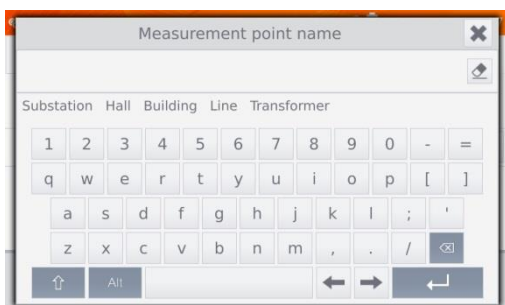 Measurement point name
Substation Hall Building Line Transformer
1 2 3 4 5 6 7 8 9 0 - =
q w e r t y u i o p [ ]
a s d f g h j k l ; '
z x c v b n m , . /
Alt